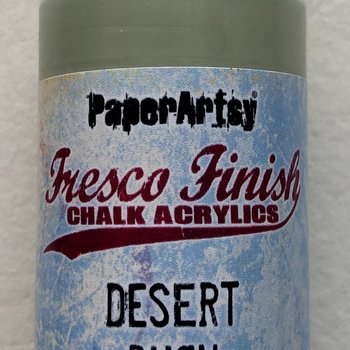 PaperArtsy
Fresco Finish
CHALK ACRYLICS
DESERT